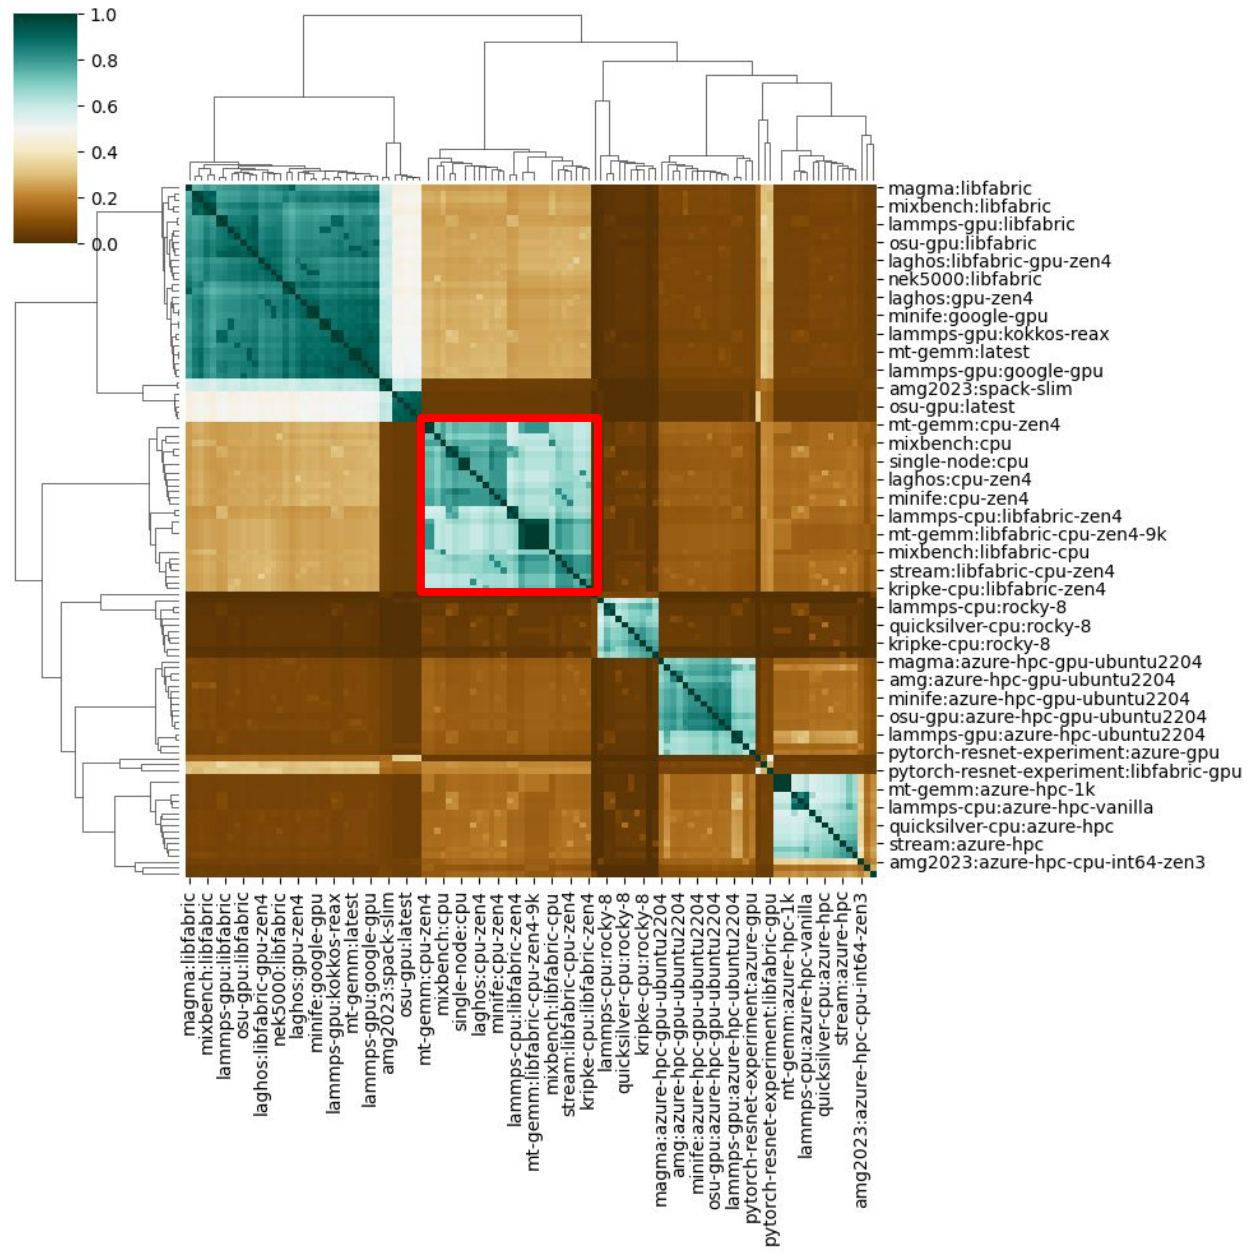 1.0
0.8
0.6
0.4
0.2
0.0
magma:libfabric
mixbench:libfabric
lammps-gpu:libfabric
osu-gpu:libfabric
laghos:libfabric-gpu-zen4
nek5000:libfabric
laghos:gpu-zen4
minife:google-gpu
lammps-gpu:kokkos-reax
mt-gemm:latest
lammps-gpu:google-gpu
amg2023:spack-slim
osu-gpu:latest
mt-gemm:cpu-zen4
mixbench:cpu
single-node:cpu
laghos:cpu-zen4
minife:cpu-zen4
lammps-cpu:libfabric-zen4
mt-gemm:libfabric-cpu-zen4-9k
mixbench:libfabric-cpu
stream:libfabric-cpu-zen4
kripke-cpu:libfabric-zen4
lammps-cpu:rocky-8
quicksilver-cpu:rocky-8
kripke-cpu:rocky-8
magma:azure-hpc-gpu-ubuntu2204
amg:azure-hpc-gpu-ubuntu2204
minife:azure-hpc-gpu-ubuntu2204
osu-gpu:azure-hpc-gpu-ubuntu2204
lammps-gpu:azure-hpc-ubuntu2204
pytorch-resnet-experiment:azure-gpu
pytorch-resnet-experiment:libfabric-gpu
mt-gemm:azure-hpc-1k
lammps-cpu:azure-hpc-vanilla
quicksilver-cpu:azure-hpc
stream:azure-hpc
amg2023:azure-hpc-cpu-int64-zen3
magma:libfabric
mixbench:libfabric
lammps-gpu:libfabric
osu-gpu:libfabric
laghos:libfabric-gpu-zen4
nek5000:libfabric
laghos:gpu-zen4
minife:google-gpu
lammps-gpu:kokkos-reax
mt-gemm:latest
lammps-gpu:google-gpu
amg2023:spack-slim
osu-gpu:latest
mt-gemm:cpu-zen4
mixbench:cpu
single-node:cpu
laghos:cpu-zen4
minife:cpu-zen4
lammps-cpu:libfabric-zen4
mt-gemm:libfabric-cpu-zen4-9k
mixbench:libfabric-cpu
stream:libfabric-cpu-zen4
kripke-cpu:libfabric-zen4
lammps-cpu:rocky-8
quicksilver-cpu:rocky-8
kripke-cpu:rocky-8
magma:azure-hpc-gpu-ubuntu2204
amg:azure-hpc-gpu-ubuntu2204
minife:azure-hpc-gpu-ubuntu2204
osu-gpu:azure-hpc-gpu-ubuntu2204
lammps-gpu:azure-hpc-ubuntu2204
pytorch-resnet-experiment:azure-gpu
pytorch-resnet-experiment:libfabric-gpu
mt-gemm:azure-hpc-1k
lammps-cpu:azure-hpc-vanilla
quicksilver-cpu:azure-hpc
stream:azure-hpc
amg2023:azure-hpc-cpu-int64-zen3